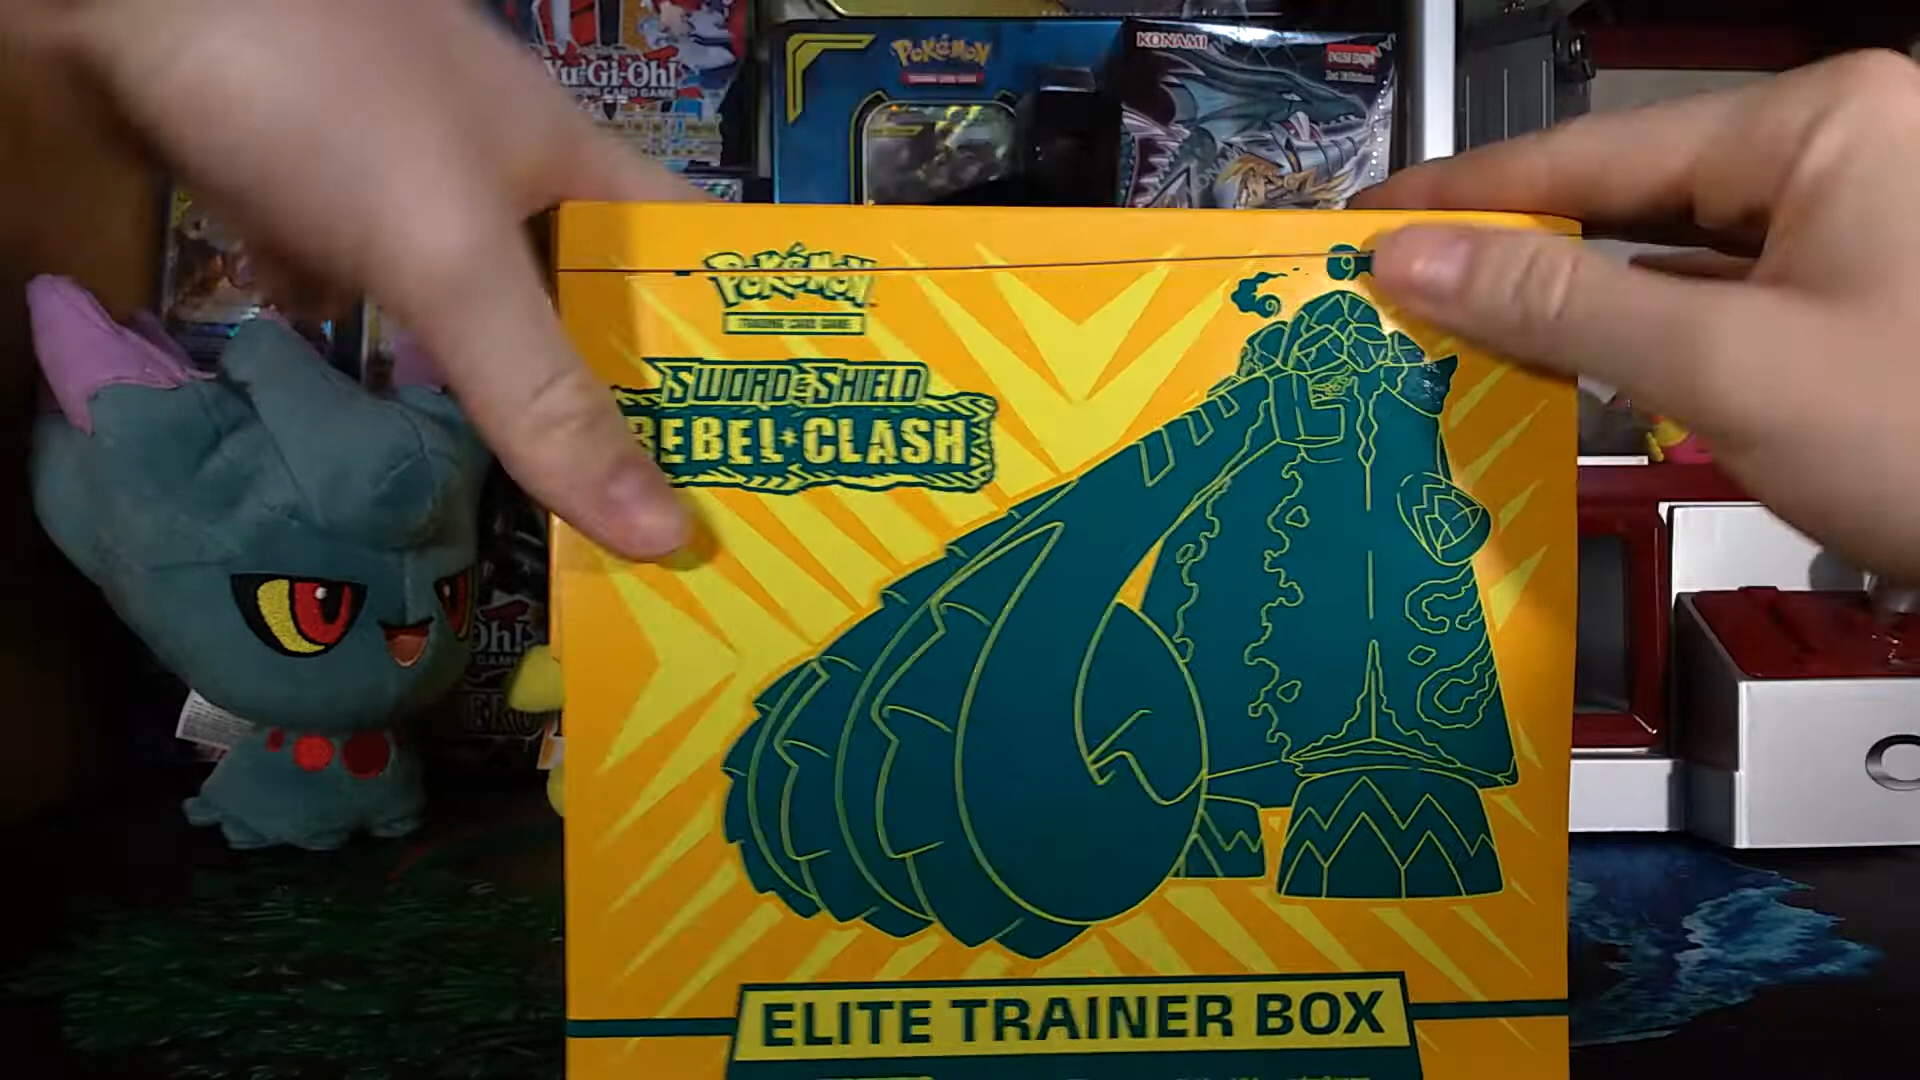 Yu-Gi-Oh!
TRADING CARD GAME
Pokémon
KONAMI
Pokémon
TRADING CARD GAME
SWORD & SHIELD
REBEL CLASH
Oh!
ELITE TRAINER BOX